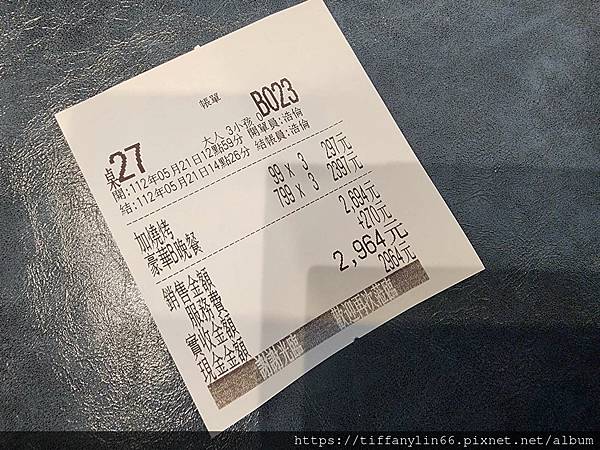 帳單
桌27 大人 3小孩 0 B023
開:112年05月21日12點59分 開單員:浩倫
結:112年05月21日14點26分 結帳員:浩倫
加燒烤 99 X 3 297元
豪華B晚餐 799 X 3 2397元
銷售金額 2,694元
服務費 +270元
實收金額 2,964元
現金金額 2964元
謝謝光臨 歡迎再次光臨
https://tiffanylin66.pixnet.net/album